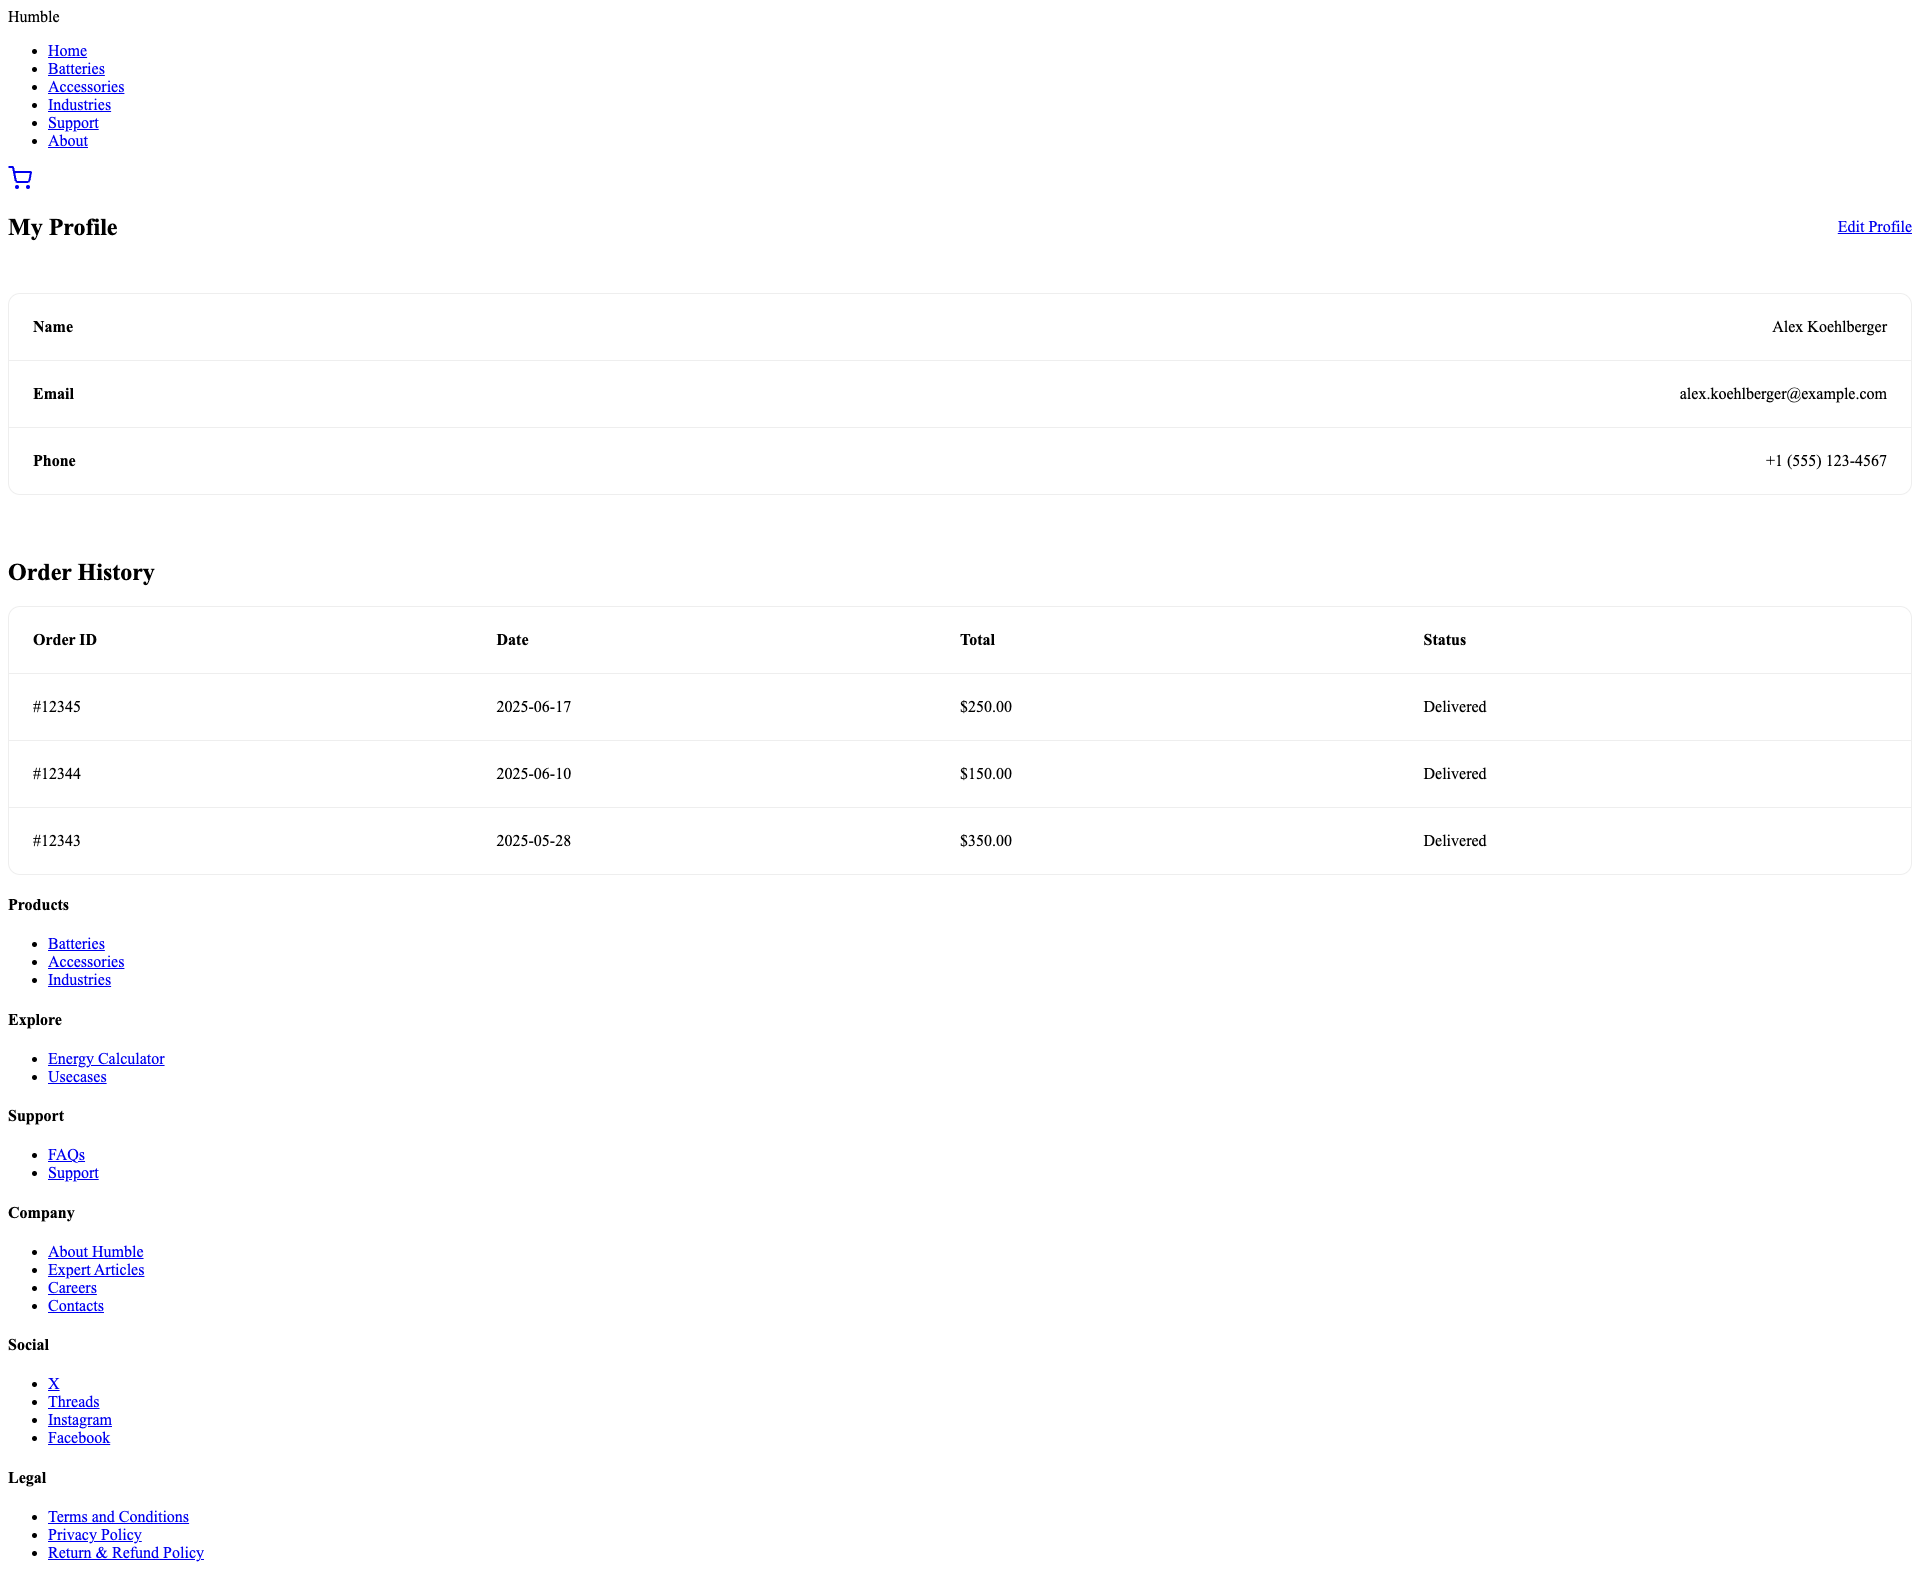 Humble
Home
Batteries
Accessories
Industries
Support
About
My Profile
Edit Profile
Name
Alex Koehlberger
Email
alex.koehlberger@example.com
Phone
+1 (555) 123-4567
Order History
Order ID Date Total Status
#12345 2025-06-17 $250.00 Delivered
#12344 2025-06-10 $150.00 Delivered
#12343 2025-05-28 $350.00 Delivered
Products
Batteries
Accessories
Industries
Explore
Energy Calculator
Usecases
Support
FAQs
Support
Company
About Humble
Expert Articles
Careers
Contacts
Social
X
Threads
Instagram
Facebook
Legal
Terms and Conditions
Privacy Policy
Return & Refund Policy